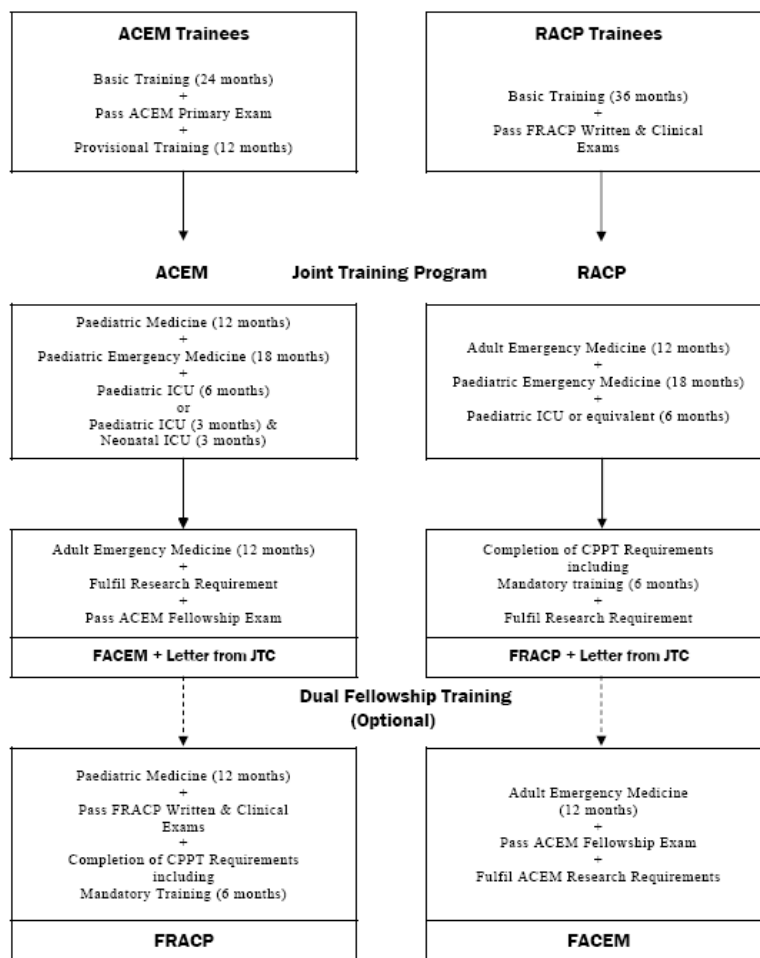 ACEM Trainees
Basic Training (24 months)
+
Pass ACEM Primary Exam
+
Provisional Training (12 months)
RACP Trainees
Basic Training (36 months)
+
Pass FRACP Written & Clinical
Exams
ACEM
Joint Training Program
RACP
Paediatric Medicine (12 months)
+
Paediatric Emergency Medicine (18 months)
+
Paediatric ICU (6 months)
or
Paediatric ICU (3 months) &
Neonatal ICU (3 months)
Adult Emergency Medicine (12 months)
+
Paediatric Emergency Medicine (18 months)
+
Paediatric ICU or equivalent (6 months)
Adult Emergency Medicine (12 months)
+
Fulfil Research Requirement
+
Pass ACEM Fellowship Exam
FACEM + Letter from JTC
Completion of CPPT Requirements
including
Mandatory training (6 months)
+
Fulfil Research Requirement
FRACP + Letter from JTC
Dual Fellowship Training
(Optional)
Paediatric Medicine (12 months)
+
Pass FRACP Written & Clinical
Exams
+
Completion of CPPT Requirements
including
Mandatory Training (6 months)
FRACP
Adult Emergency Medicine
(12 months)
+
Pass ACEM Fellowship Exam
+
Fulfil ACEM Research Requirements
FACEM